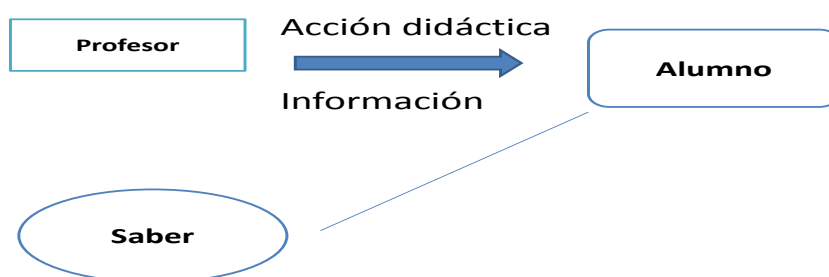 Profesor
Acción didáctica
Información
Alumno
Saber